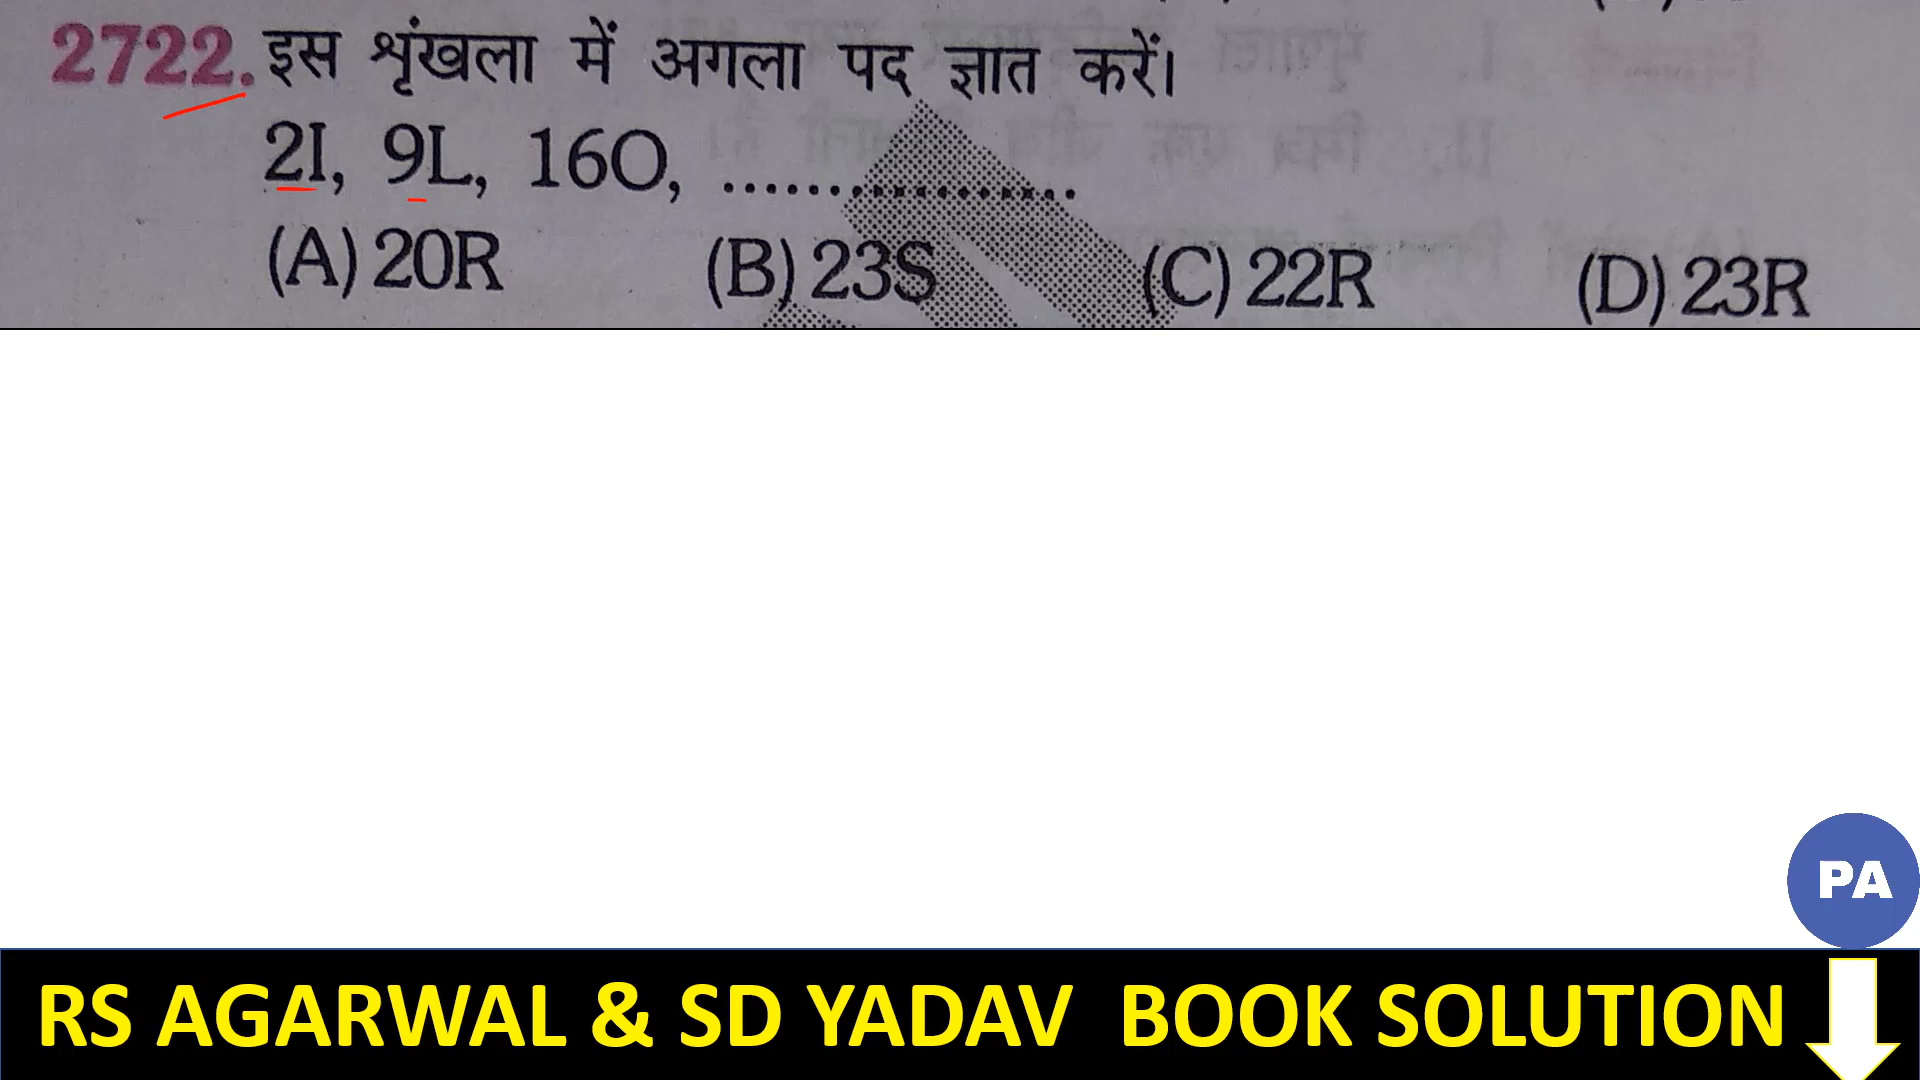 2722. इस श्रृंखला में अगला पद ज्ञात करें।
2I, 9L, 16O, ..................
(A) 20R (B) 23S (C) 22R (D) 23R
PA
RS AGARWAL & SD YADAV BOOK SOLUTION